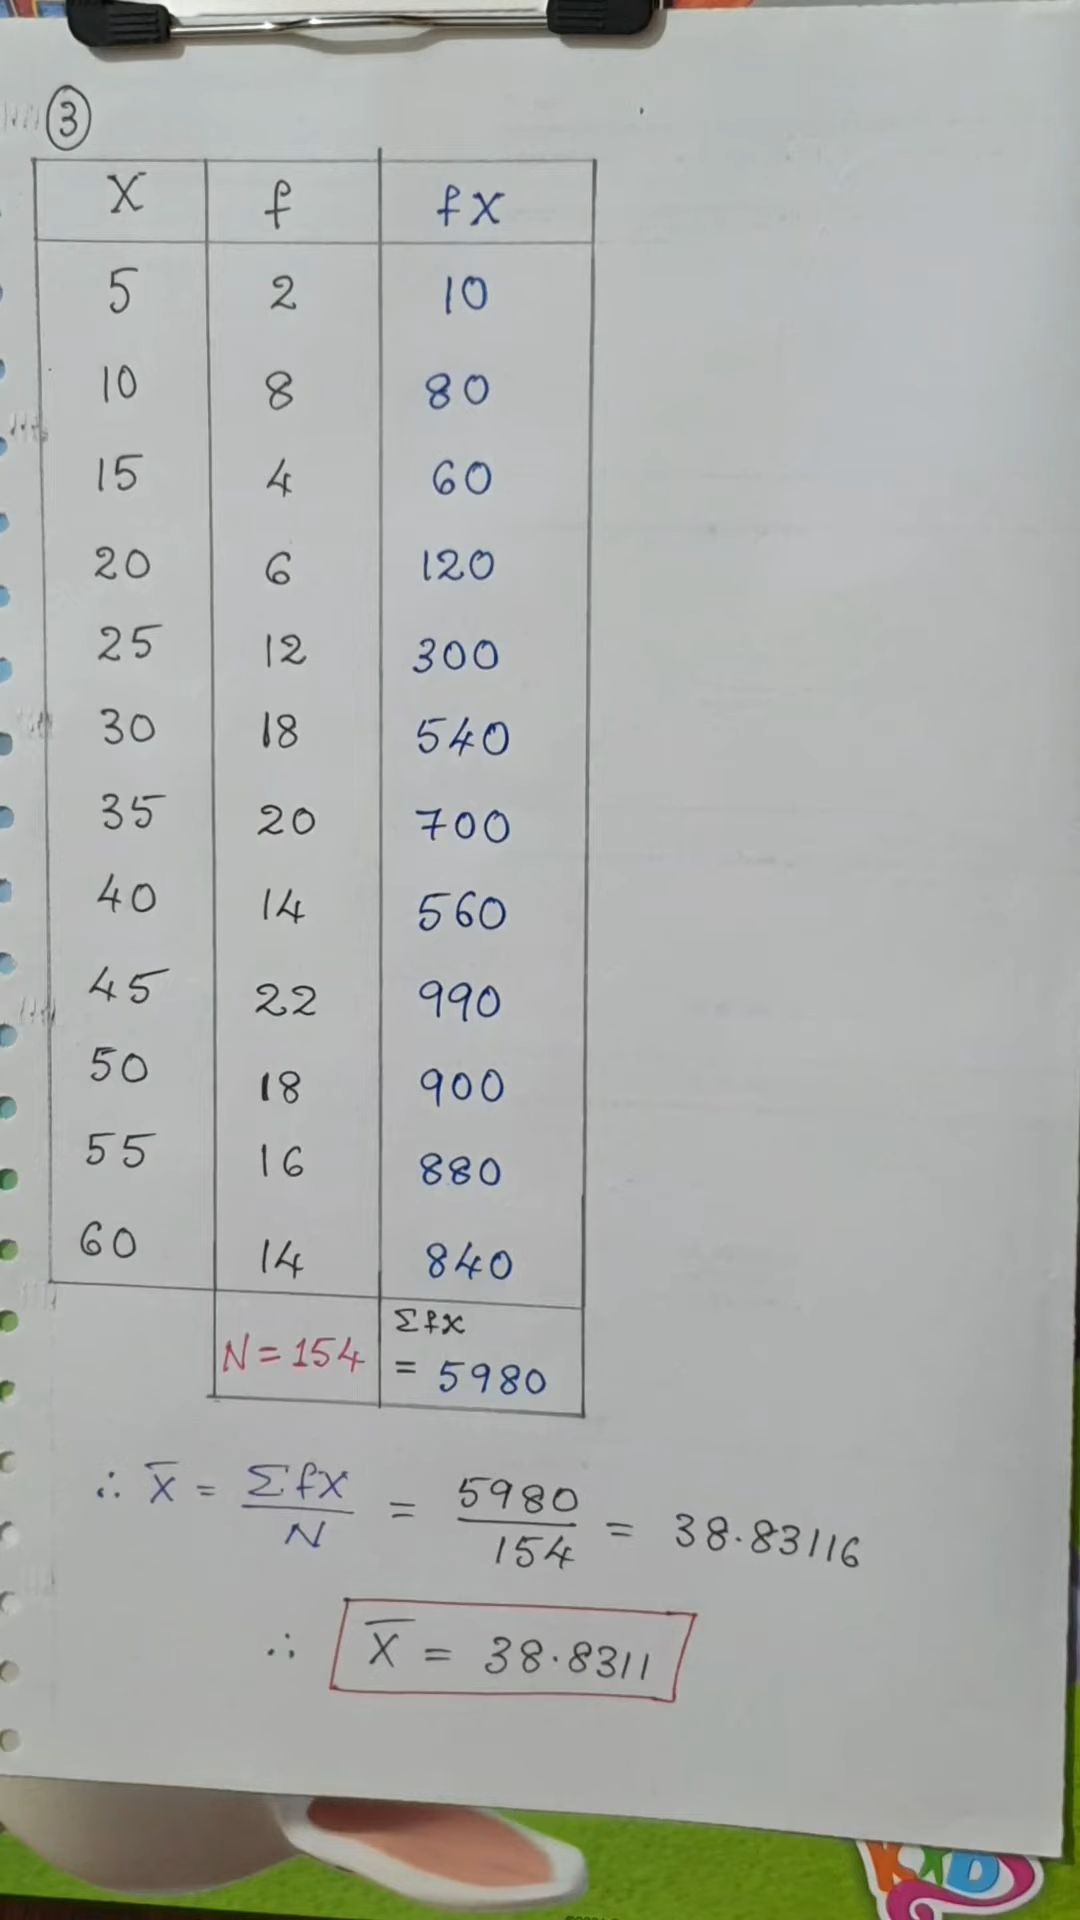 ③
X f fX
5 2 10
10 8 80
15 4 60
20 6 120
25 12 300
30 18 540
35 20 700
40 14 560
45 22 990
50 18 900
55 16 880
60 14 840
N = 154 Σfx = 5980
∴ X̄ = ΣfX / N = 5980 / 154 = 38.83116
∴ X̄ = 38.8311